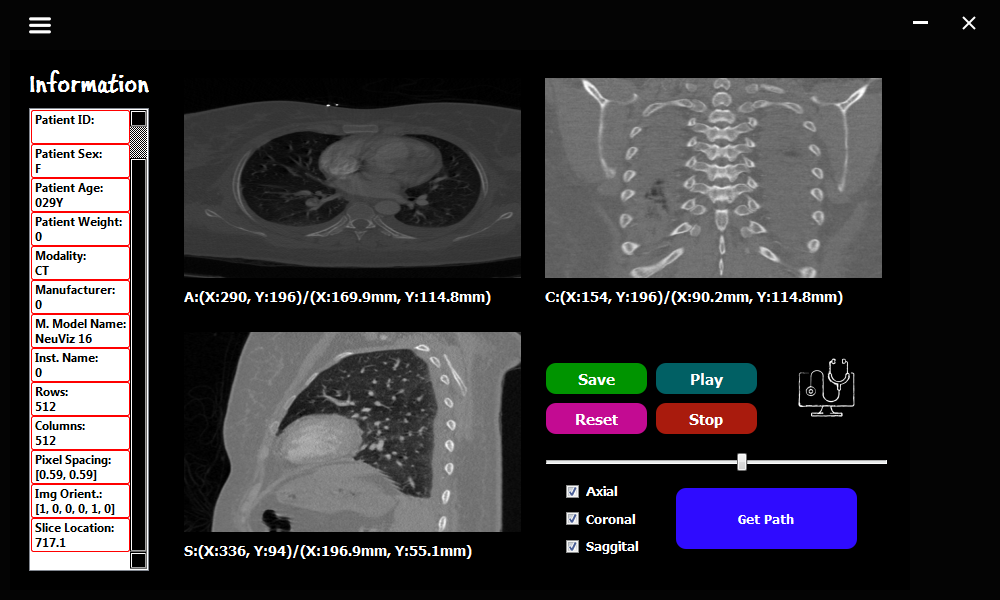 Information
Patient ID:
Patient Sex:
F
Patient Age:
029Y
Patient Weight:
0
Modality:
CT
Manufacturer:
0
M. Model Name:
NeuViz 16
Inst. Name:
0
Rows:
512
Columns:
512
Pixel Spacing:
[0.59, 0.59]
Img Orient.:
[1, 0, 0, 0, 1, 0]
Slice Location:
717.1
A:(X:290, Y:196)/(X:169.9mm, Y:114.8mm)
C:(X:154, Y:196)/(X:90.2mm, Y:114.8mm)
S:(X:336, Y:94)/(X:196.9mm, Y:55.1mm)
Save
Play
Reset
Stop
Axial
Coronal
Saggital
Get Path